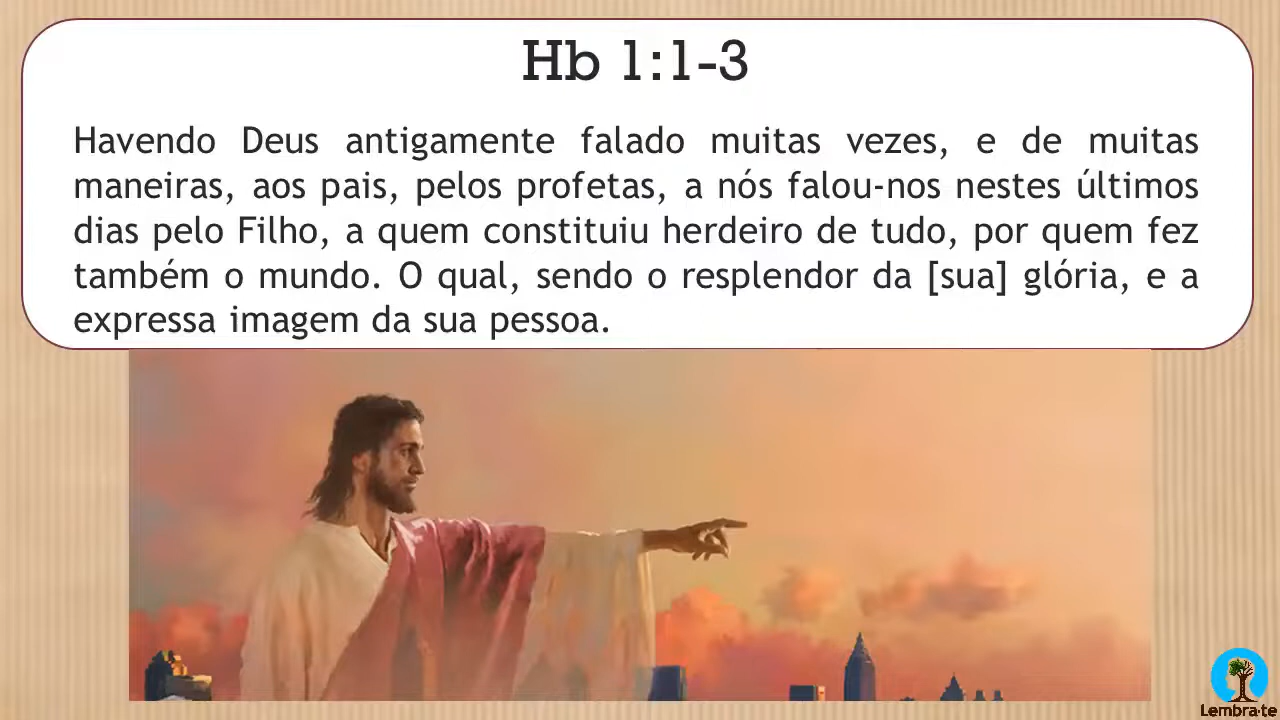 Hb 1:1-3
Havendo Deus antigamente falado muitas vezes, e de muitas
maneiras, aos pais, pelos profetas, a nós falou-nos nestes últimos
dias pelo Filho, a quem constituiu herdeiro de tudo, por quem fez
também o mundo. O qual, sendo o resplendor da [sua] glória, e a
expressa imagem da sua pessoa.
Lembra-te